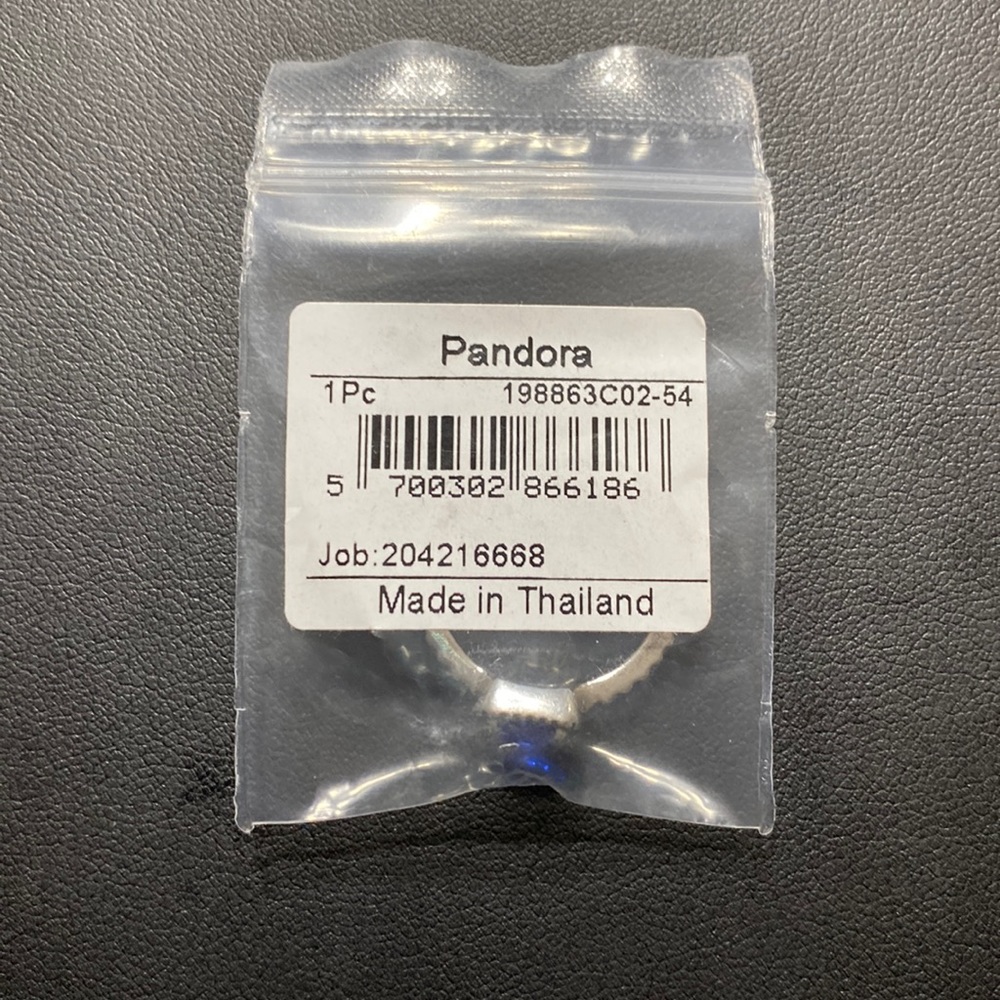 Pandora
1Pc 198863C02-54
5 700302 866186
Job:204216668
Made in Thailand